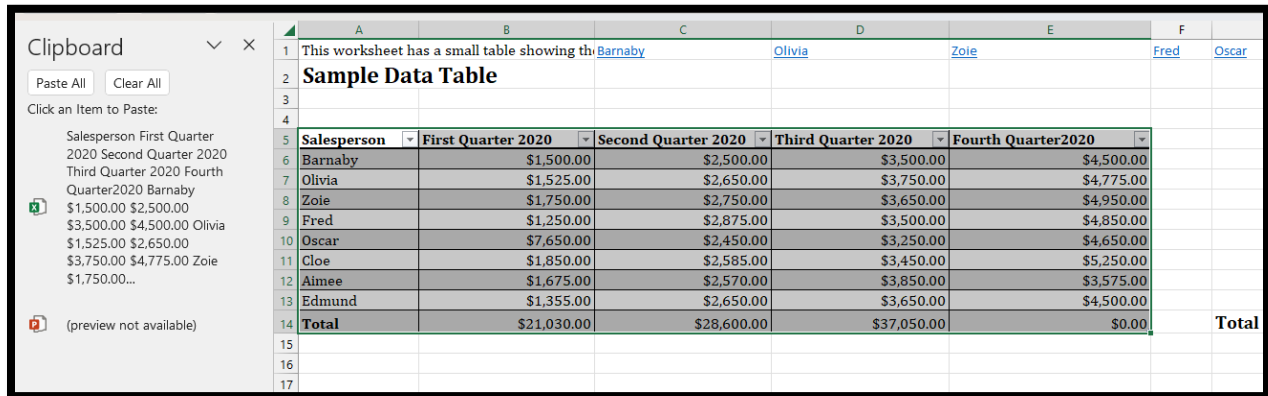 Clipboard
Paste All Clear All
Click an Item to Paste:
Salesperson First Quarter
2020 Second Quarter 2020
Third Quarter 2020 Fourth
Quarter2020 Barnaby
$1,500.00 $2,500.00
$3,500.00 $4,500.00 Olivia
$1,525.00 $2,650.00
$3,750.00 $4,775.00 Zoie
$1,750.00...
(preview not available)
A B C D E F
1 This worksheet has a small table showing th Barnaby Olivia Zoie Fred Oscar
2 Sample Data Table
3
4
5 Salesperson First Quarter 2020 Second Quarter 2020 Third Quarter 2020 Fourth Quarter2020
6 Barnaby $1,500.00 $2,500.00 $3,500.00 $4,500.00
7 Olivia $1,525.00 $2,650.00 $3,750.00 $4,775.00
8 Zoie $1,750.00 $2,750.00 $3,650.00 $4,950.00
9 Fred $1,250.00 $2,875.00 $3,500.00 $4,850.00
10 Oscar $7,650.00 $2,450.00 $3,250.00 $4,650.00
11 Cloe $1,850.00 $2,585.00 $3,450.00 $5,250.00
12 Aimee $1,675.00 $2,570.00 $3,850.00 $3,575.00
13 Edmund $1,355.00 $2,650.00 $3,650.00 $4,500.00
14 Total $21,030.00 $28,600.00 $37,050.00 $0.00 Total
15
16
17